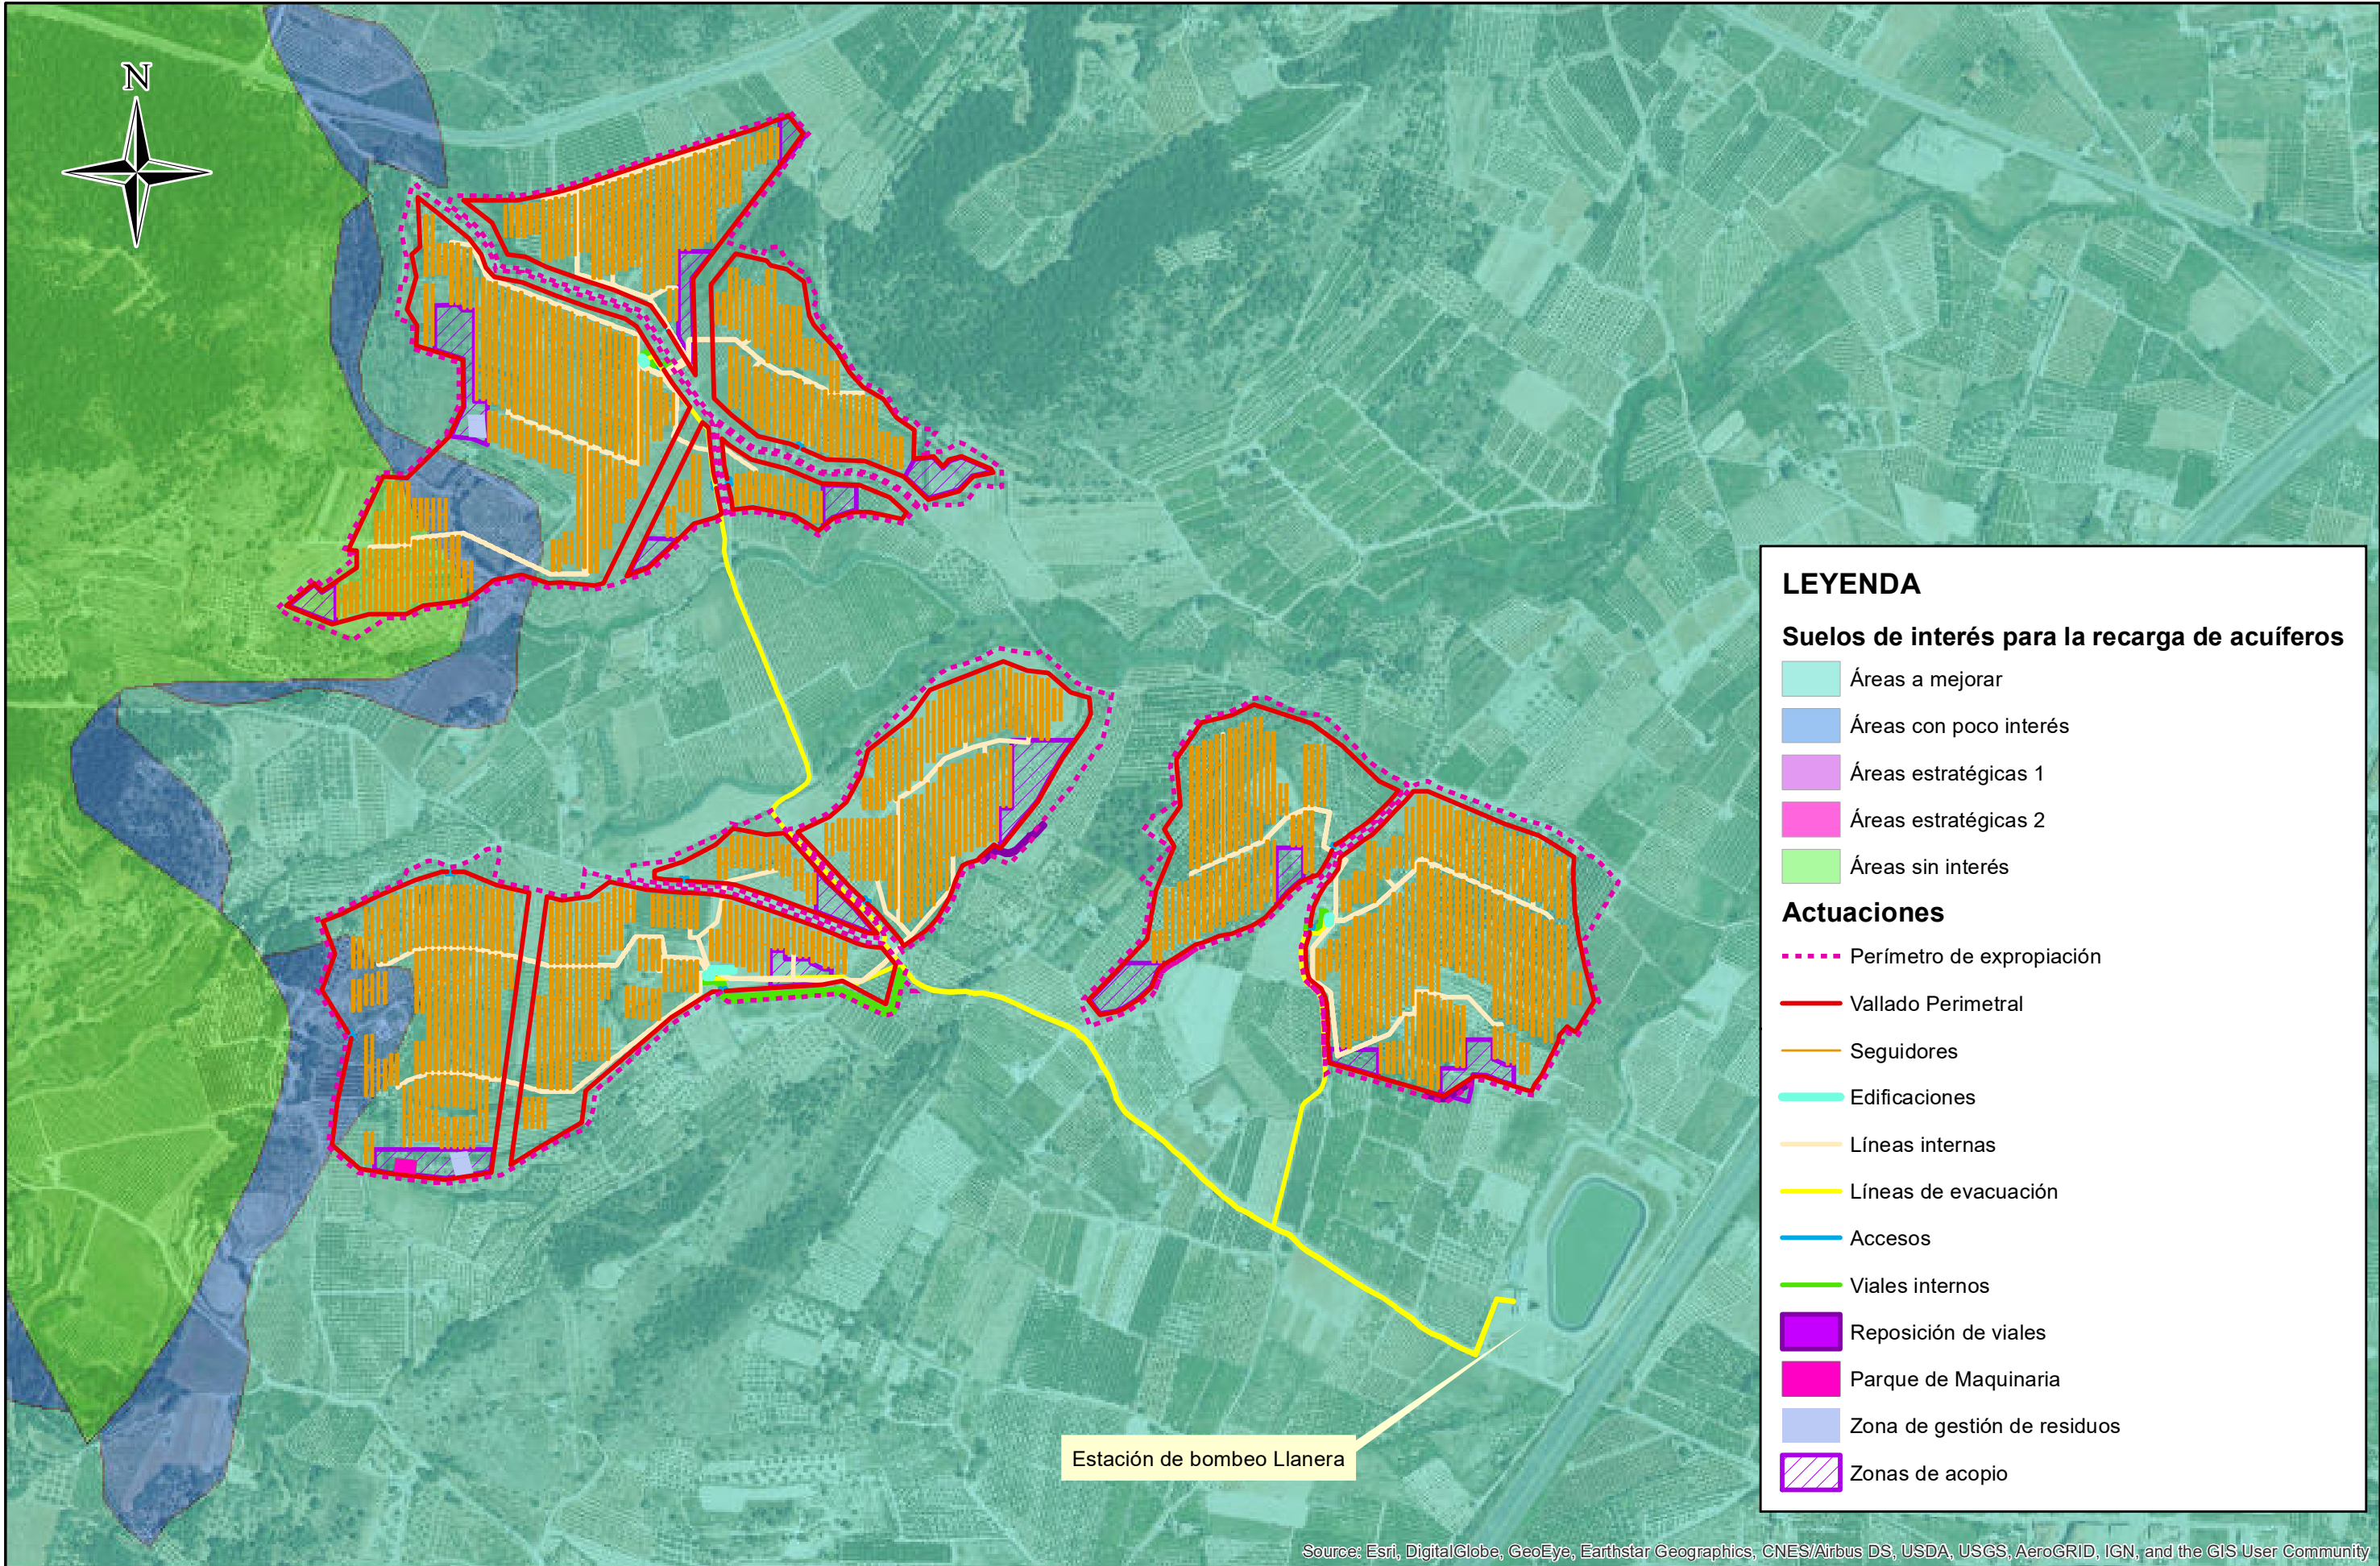 N
LEYENDA
Suelos de interés para la recarga de acuíferos
Áreas a mejorar
Áreas con poco interés
Áreas estratégicas 1
Áreas estratégicas 2
Áreas sin interés
Actuaciones
Perímetro de expropiación
Vallado Perimetral
Seguidores
Edificaciones
Líneas internas
Líneas de evacuación
Accesos
Viales internos
Reposición de viales
Parque de Maquinaria
Zona de gestión de residuos
Zonas de acopio
Estación de bombeo Llanera
Source: Esri, DigitalGlobe, GeoEye, Earthstar Geographics, CNES/Airbus DS, USDA, USGS, AeroGRID, IGN, and the GIS User Community